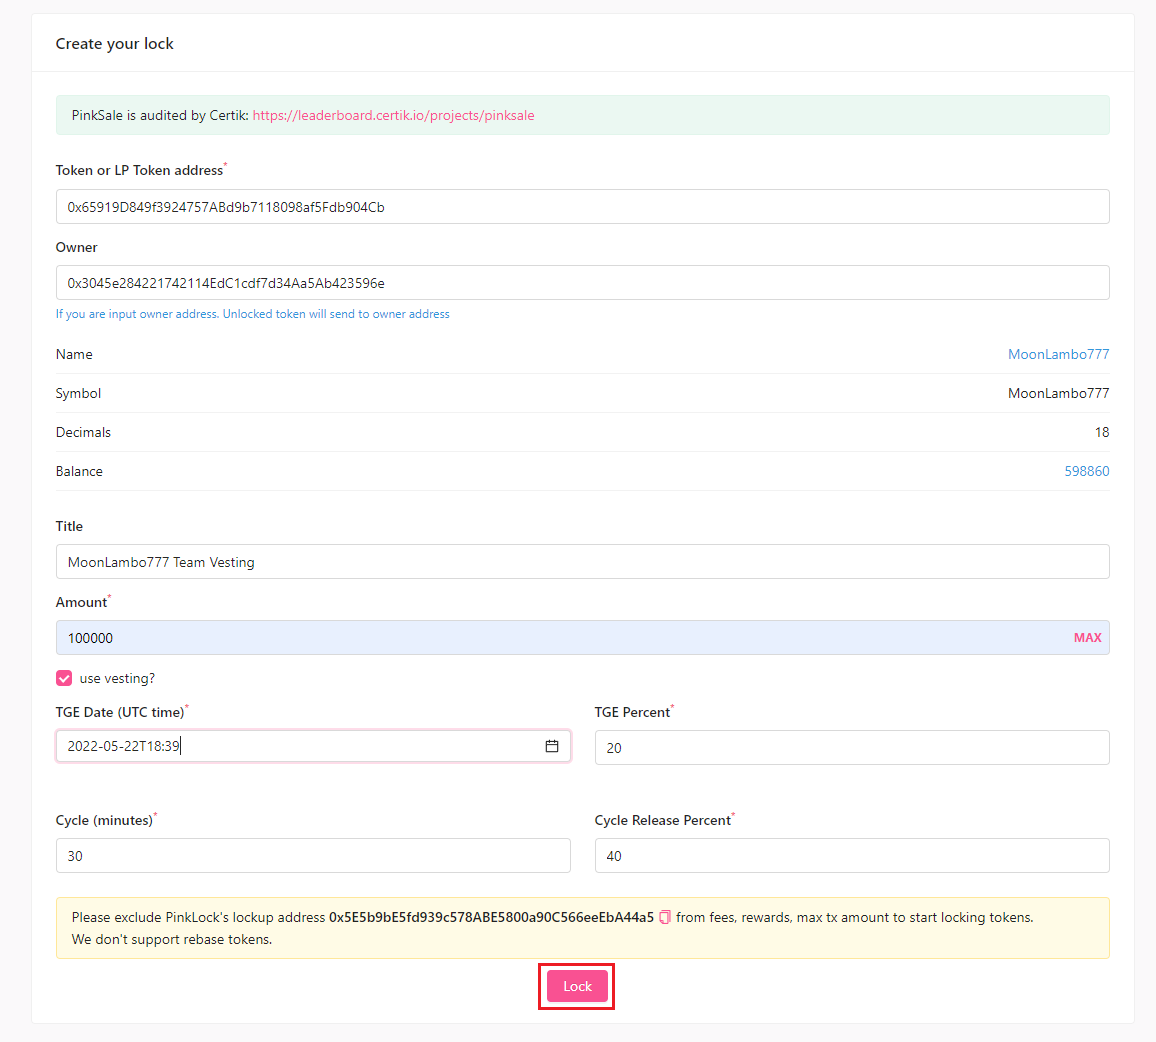 Create your lock
PinkSale is audited by Certik: https://leaderboard.certik.io/projects/pinksale
Token or LP Token address*
0x65919D849f3924757ABd9b7118098af5Fdb904Cb
Owner
0x3045e284221742114EdC1cdf7d34Aa5Ab423596e
If you are input owner address. Unlocked token will send to owner address
Name MoonLambo777
Symbol MoonLambo777
Decimals 18
Balance 598860
Title
MoonLambo777 Team Vesting
Amount*
100000 MAX
use vesting?
TGE Date (UTC time)* TGE Percent*
2022-05-22T18:39 20
Cycle (minutes)* Cycle Release Percent*
30 40
Please exclude PinkLock's lockup address 0x5E5b9bE5fd939c578ABE5800a90C566eeEbA44a5 from fees, rewards, max tx amount to start locking tokens.
We don't support rebase tokens.
Lock